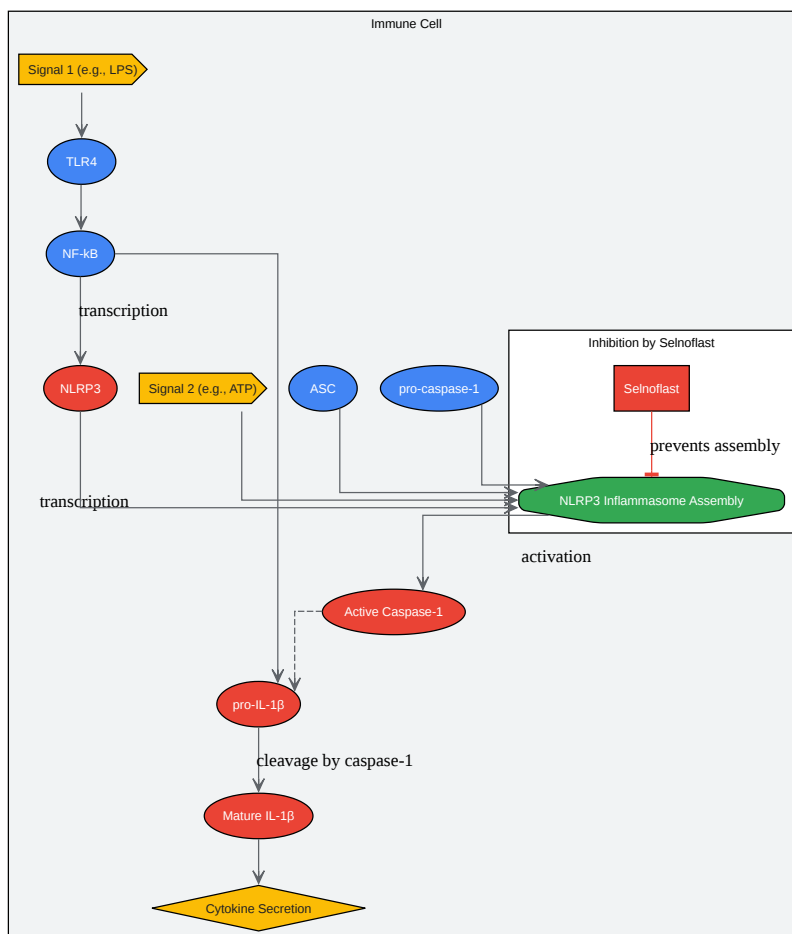 Immune Cell
Signal 1 (e.g., LPS)
TLR4
NF-kB
transcription
Inhibition by Selnoflast
NLRP3
Signal 2 (e.g., ATP)
ASC
pro-caspase-1
Selnoflast
prevents assembly
transcription
NLRP3 Inflammasome Assembly
activation
Active Caspase-1
pro-IL-1β
cleavage by caspase-1
Mature IL-1β
Cytokine Secretion